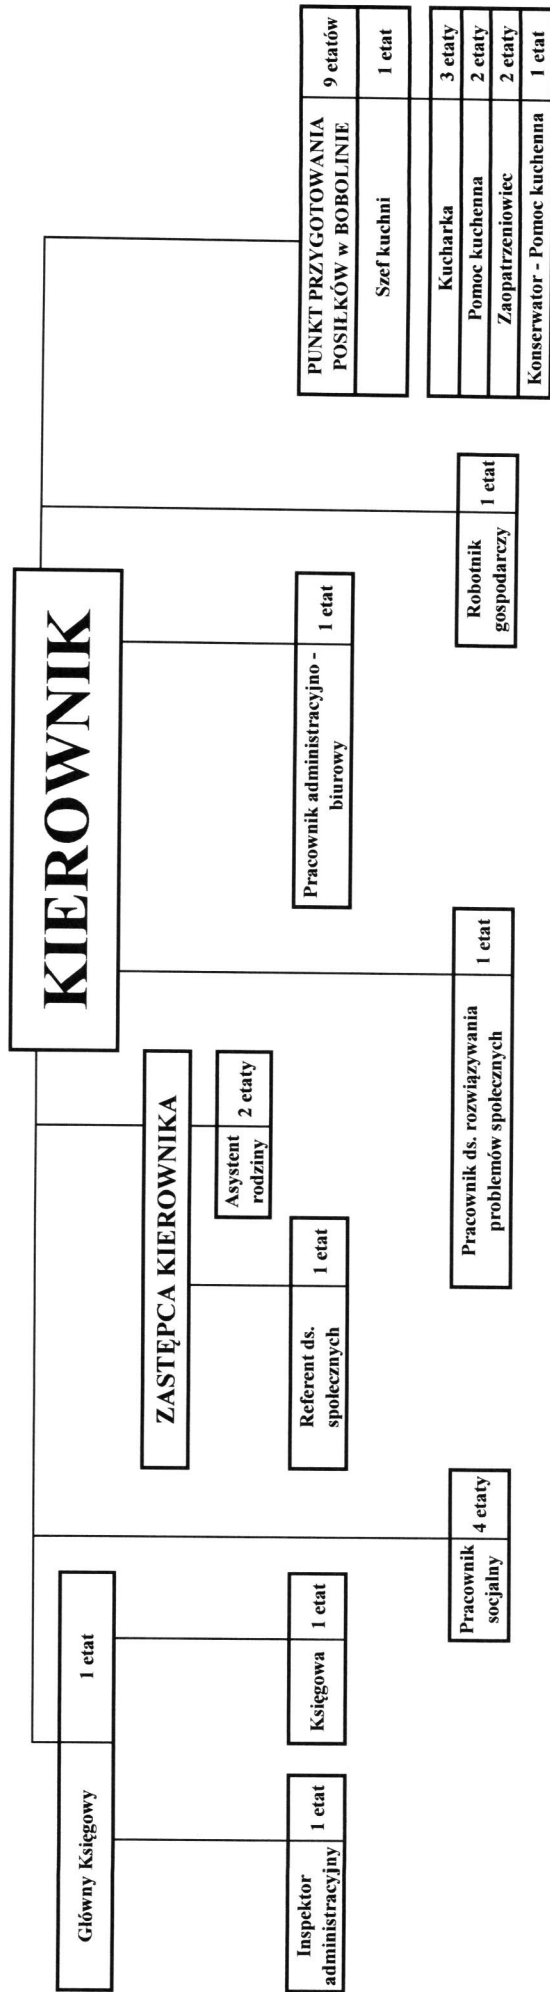 KIEROWNIK
Główny Księgowy
1 etat
ZASTĘPCA KIEROWNIKA
Asystent
rodziny
2 etaty
Inspektor
administracyjny
1 etat
Księgowa
1 etat
Referent ds.
społecznych
1 etat
Pracownik administracyjno -
biurowy
1 etat
PUNKT PRZYGOTOWANIA
POSIŁKÓW w BOBOLINIE
9 etatów
Szef kuchni
1 etat
Kucharka
3 etaty
Pomoc kuchenna
2 etaty
Zaopatrzeniowiec
2 etaty
Konserwator - Pomoc kuchenna
1 etat
Pracownik
socjalny
4 etaty
Pracownik ds. rozwiązywania
problemów społecznych
1 etat
Robotnik
gospodarczy
1 etat